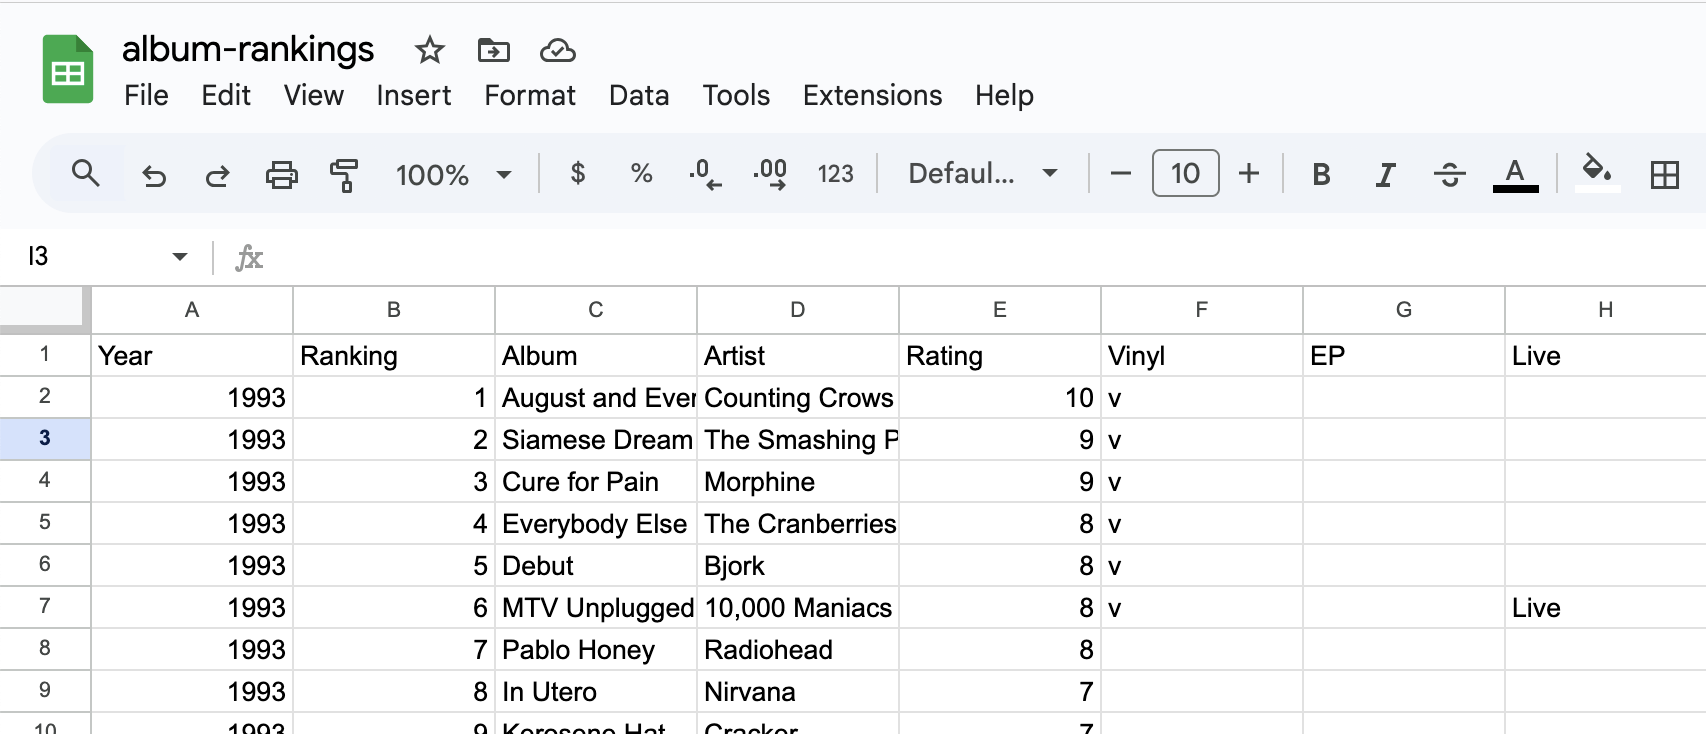 album-rankings
File Edit View Insert Format Data Tools Extensions Help
100% $ % .0 .00 123 Defaul... 10 B I S A
I3 fx
A B C D E F G H
1 Year Ranking Album Artist Rating Vinyl EP Live
2 1993 1 August and Ever Counting Crows 10 v
3 1993 2 Siamese Dream The Smashing P 9 v
4 1993 3 Cure for Pain Morphine 9 v
5 1993 4 Everybody Else The Cranberries 8 v
6 1993 5 Debut Bjork 8 v
7 1993 6 MTV Unplugged 10,000 Maniacs 8 v Live
8 1993 7 Pablo Honey Radiohead 8
9 1993 8 In Utero Nirvana 7
10 1993 9 Kerosene Hat Cracker 7